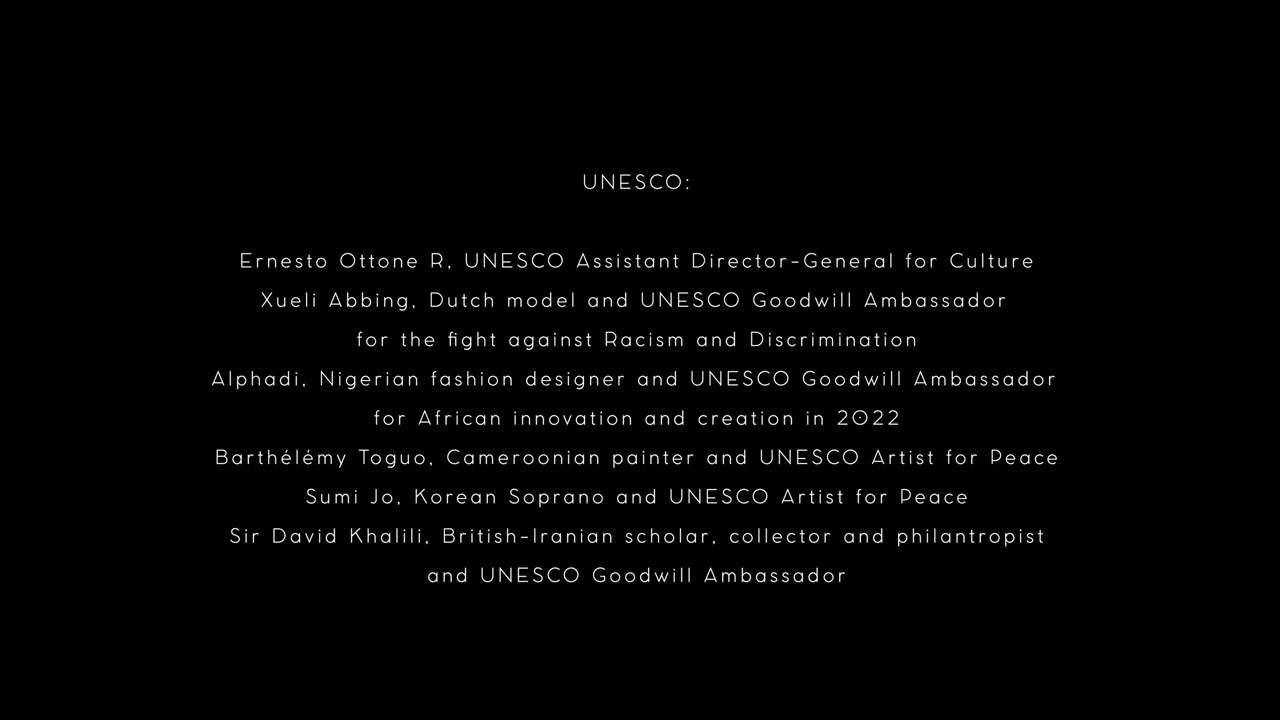 UNESCO:
Ernesto Ottone R, UNESCO Assistant Director-General for Culture
Xueli Abbing, Dutch model and UNESCO Goodwill Ambassador
for the fight against Racism and Discrimination
Alphadi, Nigerian fashion designer and UNESCO Goodwill Ambassador
for African innovation and creation in 2022
Barthélémy Toguo, Cameroonian painter and UNESCO Artist for Peace
Sumi Jo, Korean Soprano and UNESCO Artist for Peace
Sir David Khalili, British-Iranian scholar, collector and philantropist
and UNESCO Goodwill Ambassador